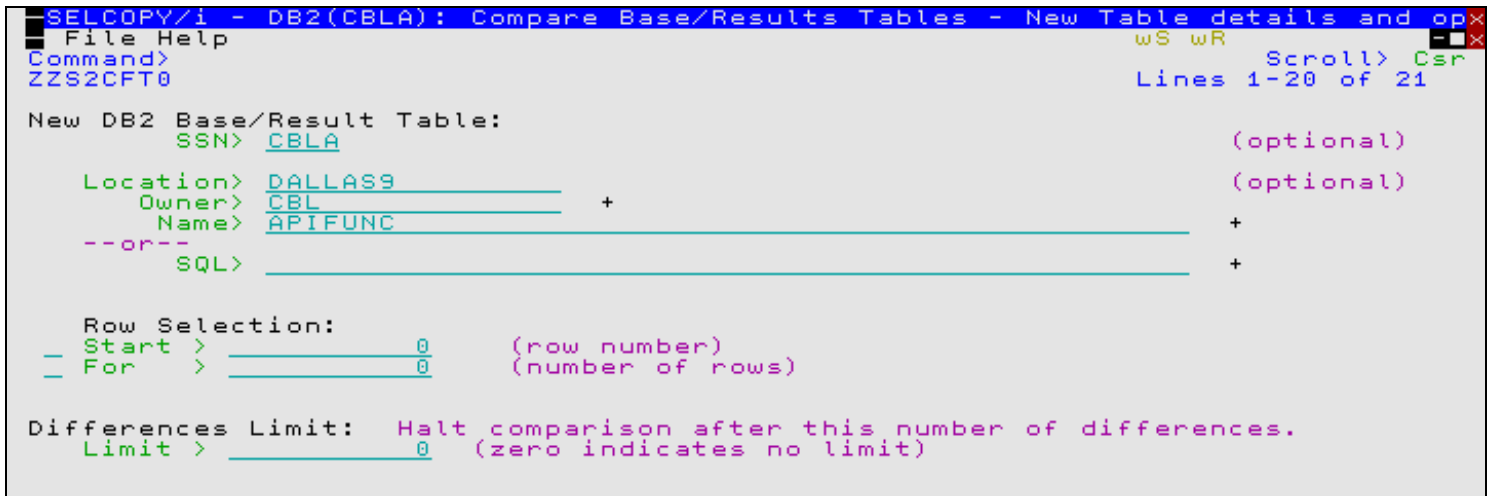 SELCOPY/i - DB2(CBLA): Compare Base/Results Tables - New Table details and op x
File Help wS wR x
Command> Scroll> Csr
ZZS2CFT0 Lines 1-20 of 21
New DB2 Base/Result Table:
SSN> CBLA (optional)
Location> DALLAS9 (optional)
Owner> CBL +
Name> APIFUNC +
--or--
SQL> +
Row Selection:
_ Start > 0 (row number)
_ For > 0 (number of rows)
Differences Limit: Halt comparison after this number of differences.
Limit > 0 (zero indicates no limit)